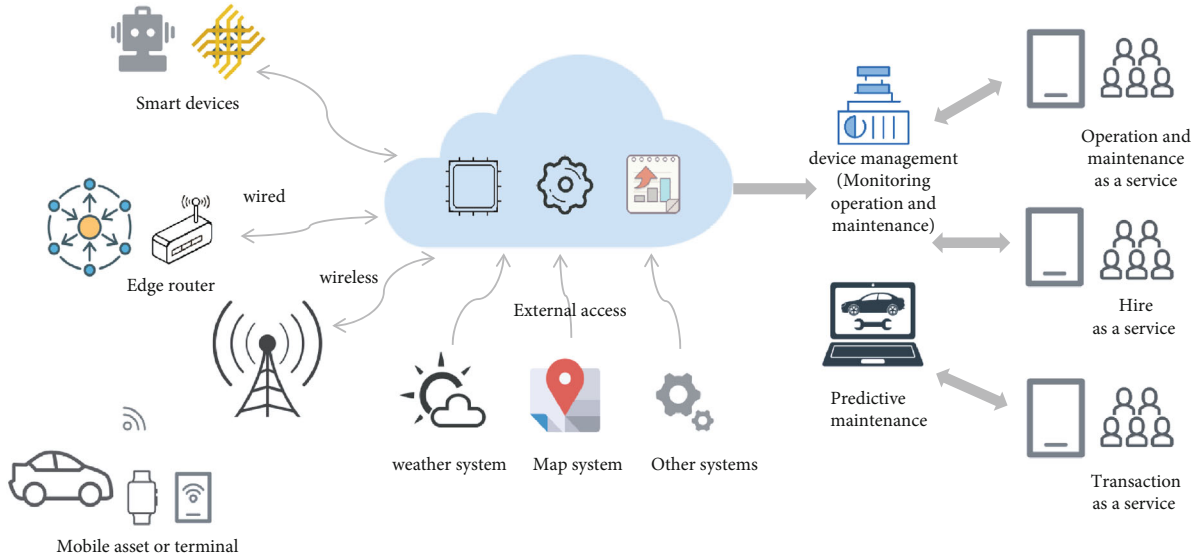 Smart devices
wired
Edge router
wireless
Mobile asset or terminal
External access
weather system
Map system
Other systems
device management
(Monitoring
operation and
maintenance)
Predictive
maintenance
Operation and
maintenance
as a service
Hire
as a service
Transaction
as a service